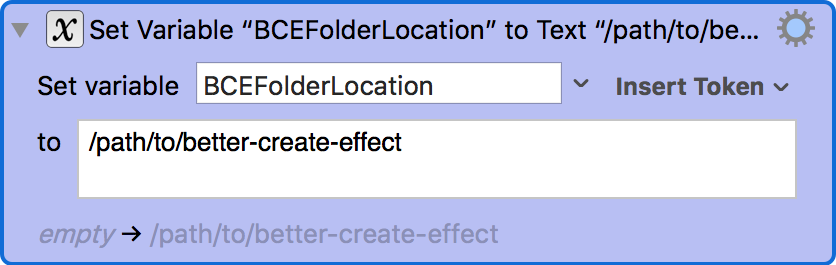 X Set Variable “BCEFolderLocation” to Text “/path/to/be…
Set variable BCEFolderLocation Insert Token
to /path/to/better-create-effect
empty → /path/to/better-create-effect